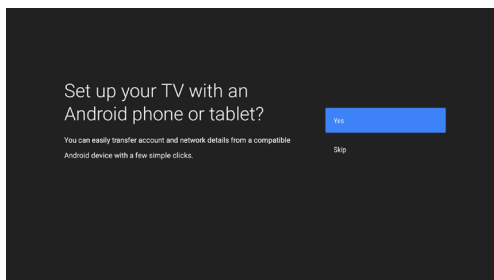 Set up your TV with an
Android phone or tablet?
You can easily transfer account and network details from a compatible
Android device with a few simple clicks.
Yes
Skip